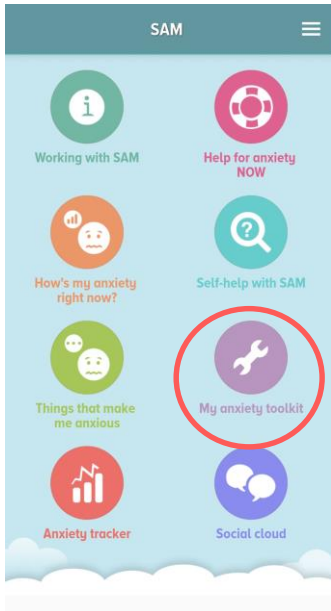 SAM
Working with SAM
Help for anxiety
NOW
How's my anxiety
right now?
Self-help with SAM
Things that make
me anxious
My anxiety toolkit
Anxiety tracker
Social cloud